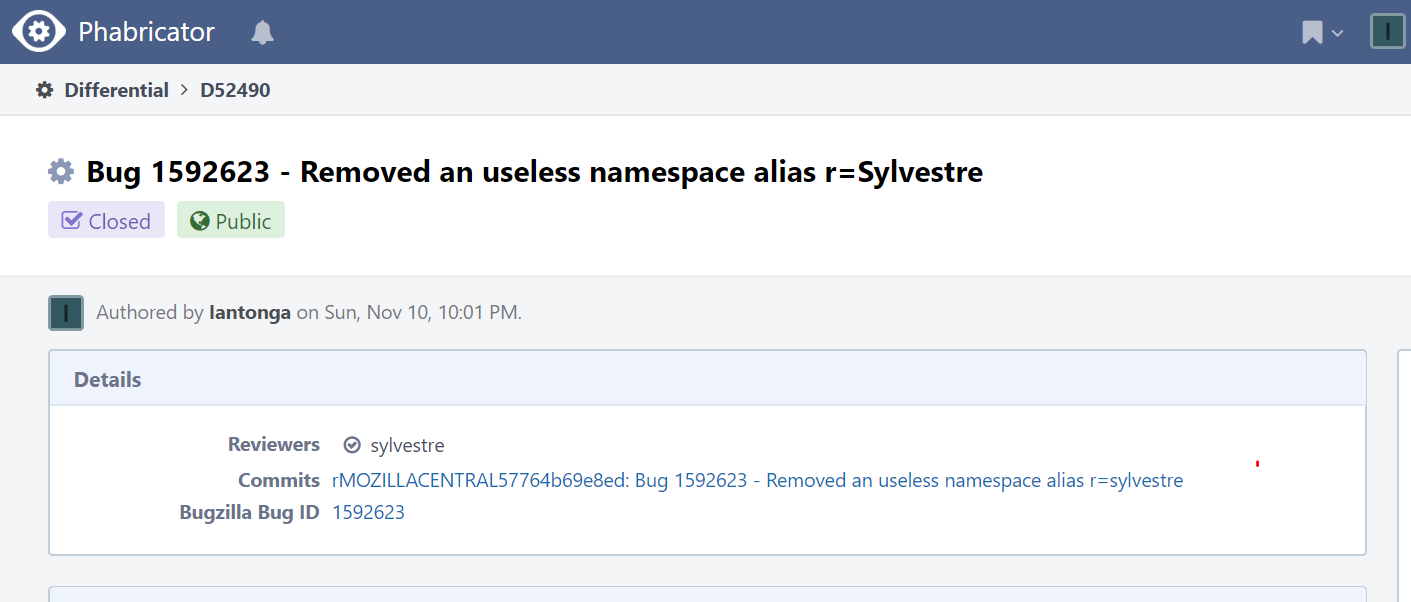 Phabricator
Differential > D52490
Bug 1592623 - Removed an useless namespace alias r=Sylvestre
Closed Public
Authored by lantonga on Sun, Nov 10, 10:01 PM.
Details
Reviewers sylvestre
Commits rMOZILLACENTRAL57764b69e8ed: Bug 1592623 - Removed an useless namespace alias r=sylvestre
Bugzilla Bug ID 1592623